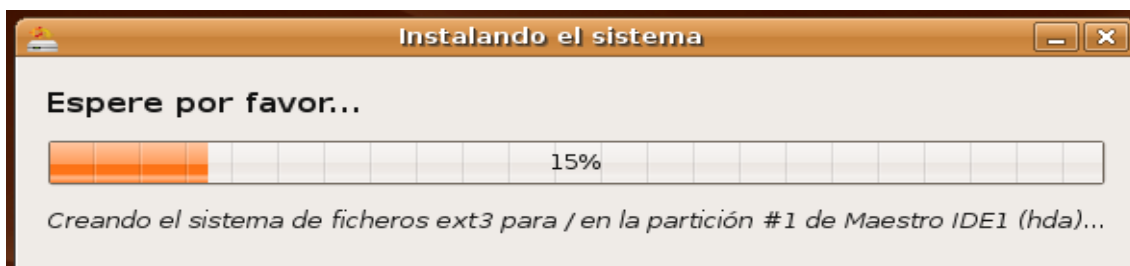 Instalando el sistema
Espere por favor...
15%
Creando el sistema de ficheros ext3 para / en la partición #1 de Maestro IDE1 (hda)...